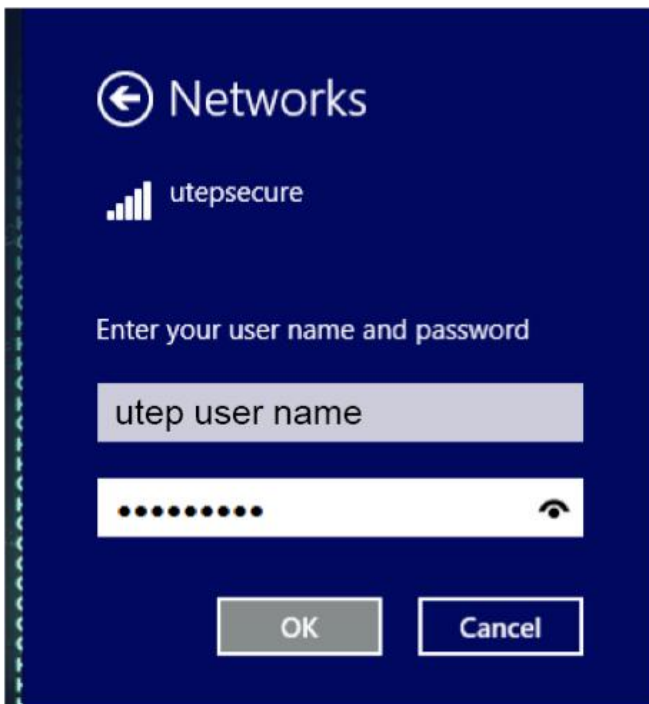 Networks
utepsecure
Enter your user name and password
utep user name
•••••••••
OK
Cancel